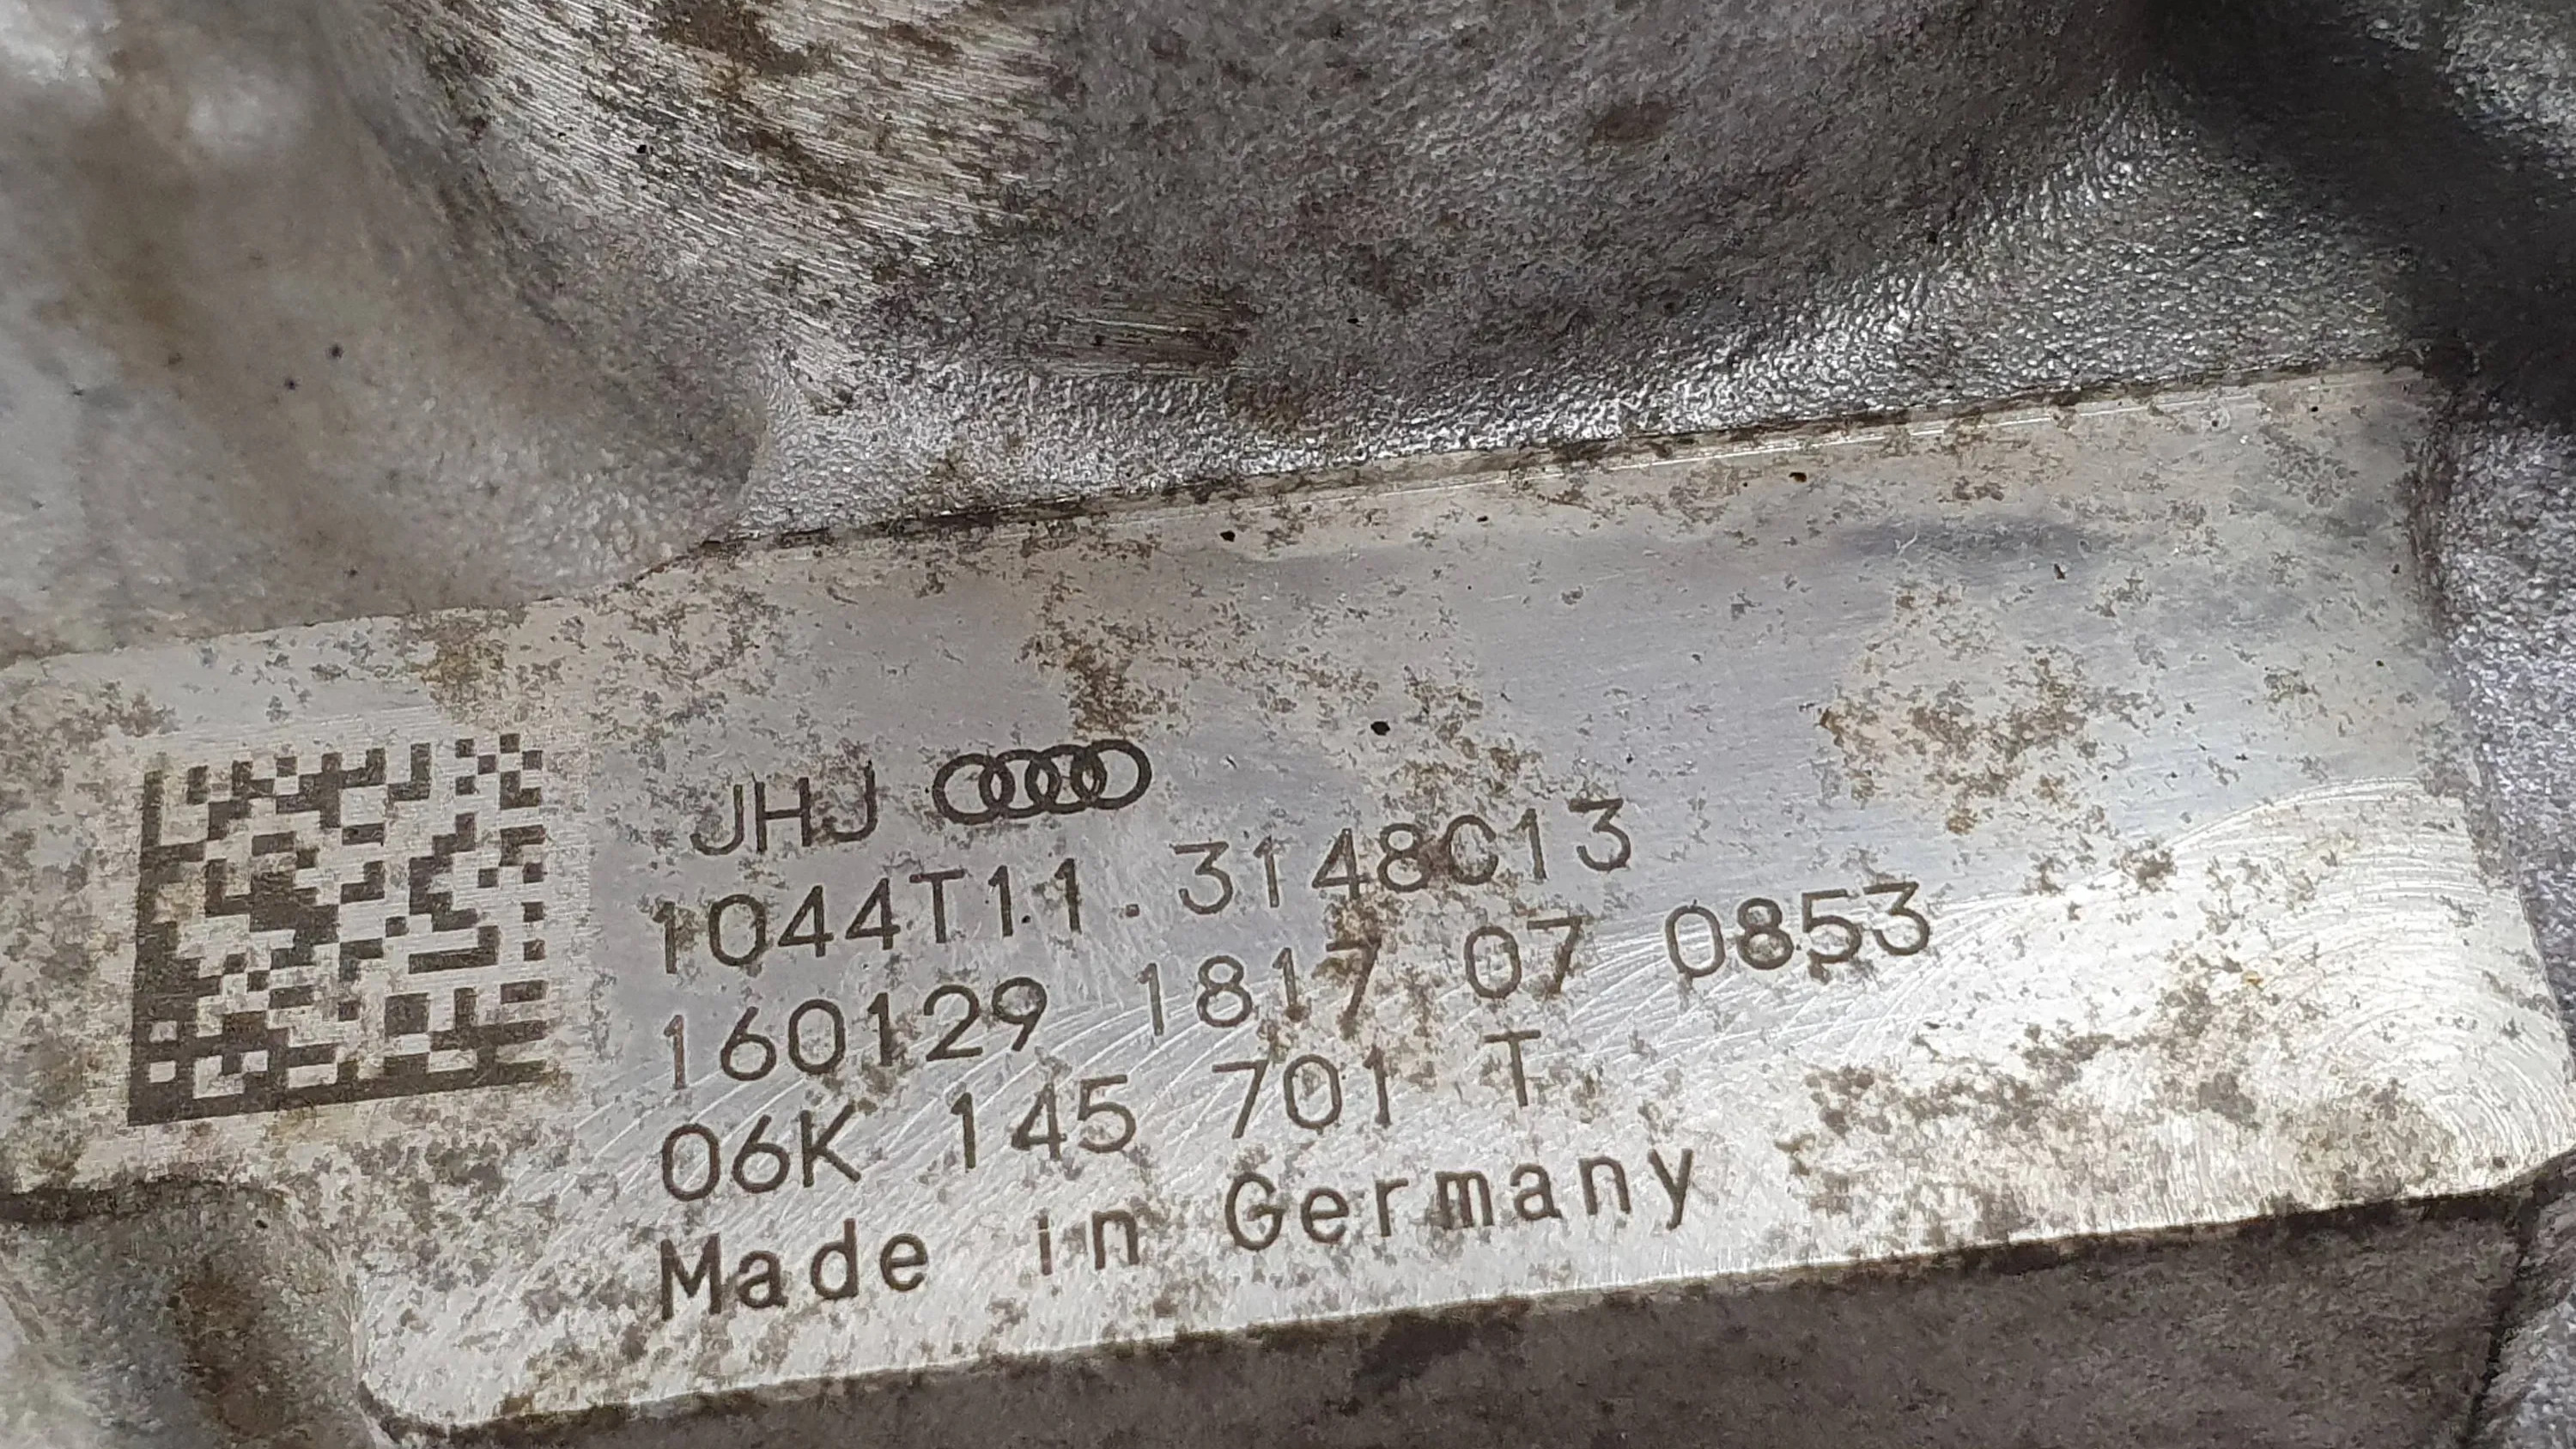 JHJ
1044T11.3148C13
160129 1817 07 0853
06K 145 701 T
Made in Germany